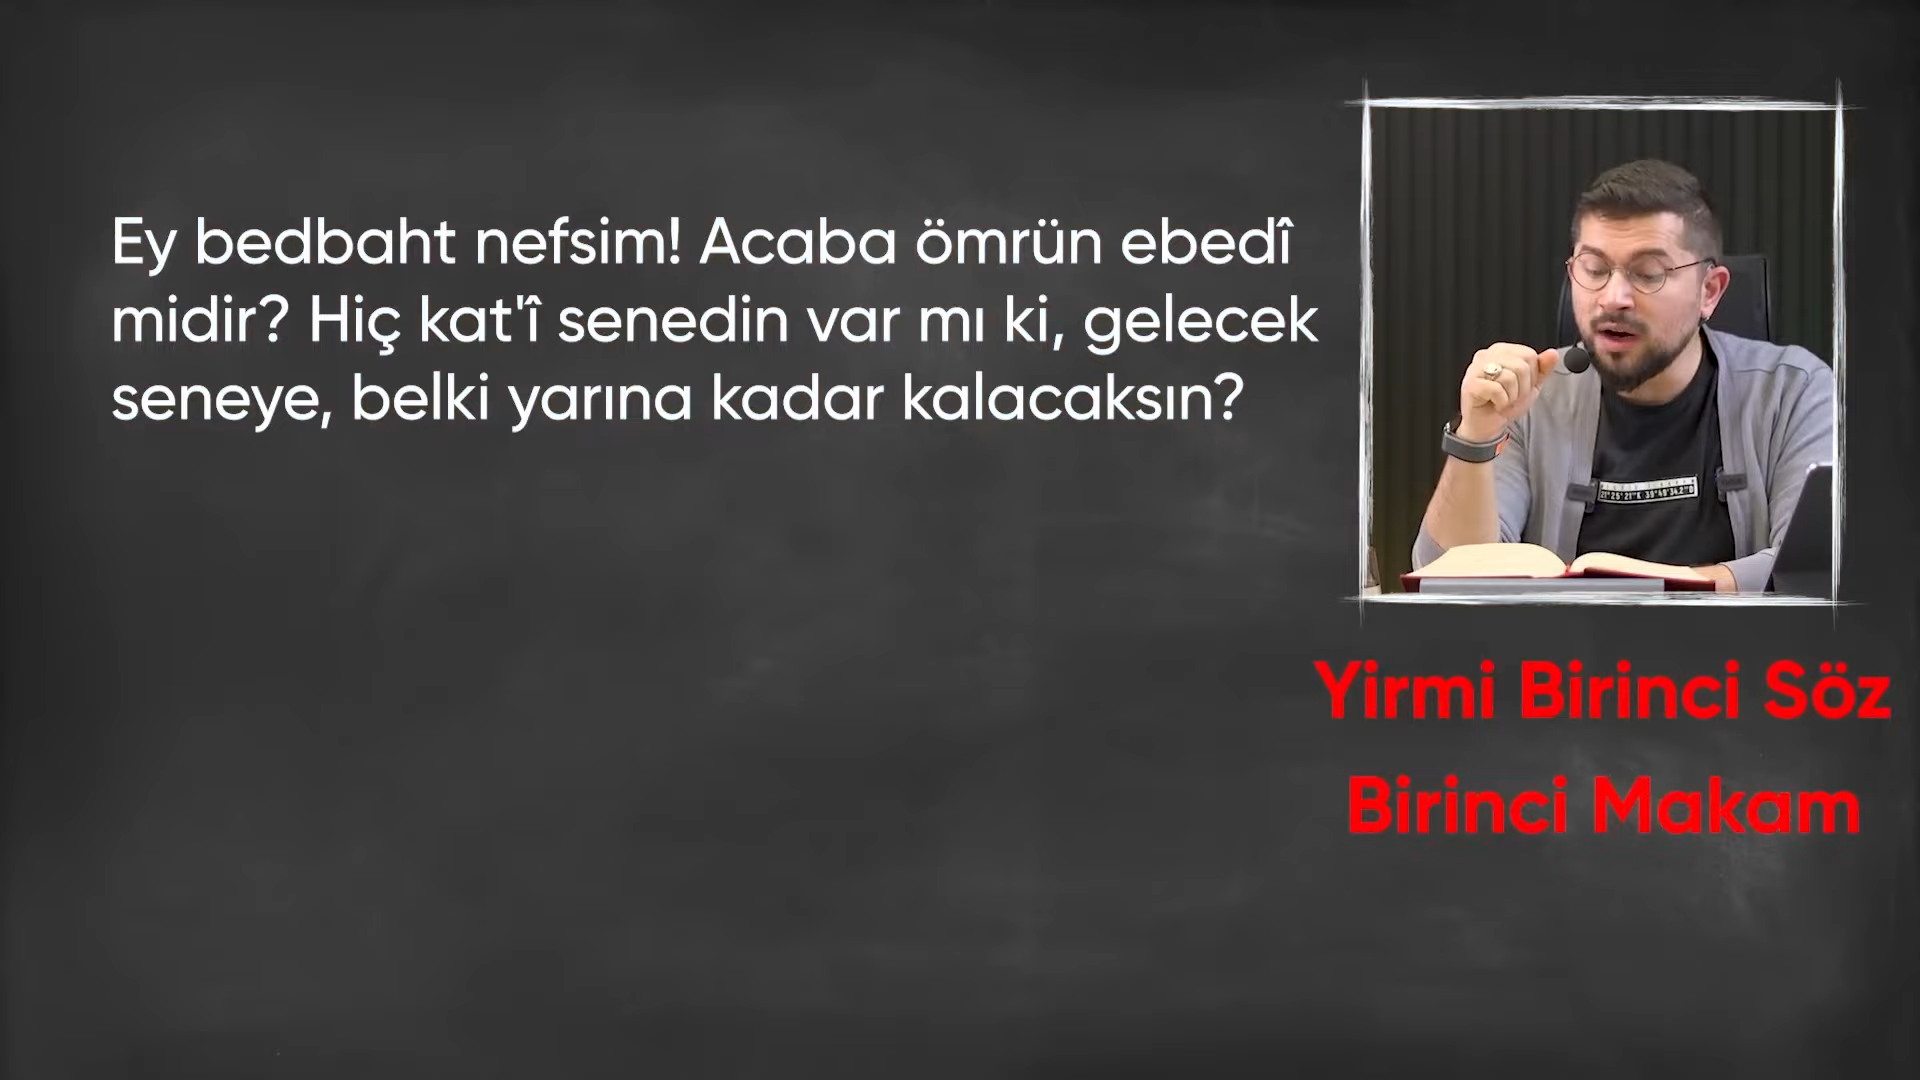 Ey bedbaht nefsim! Acaba ömrün ebedî
midir? Hiç kat'î senedin var mı ki, gelecek
seneye, belki yarına kadar kalacaksın?
Yirmi Birinci Söz
Birinci Makam